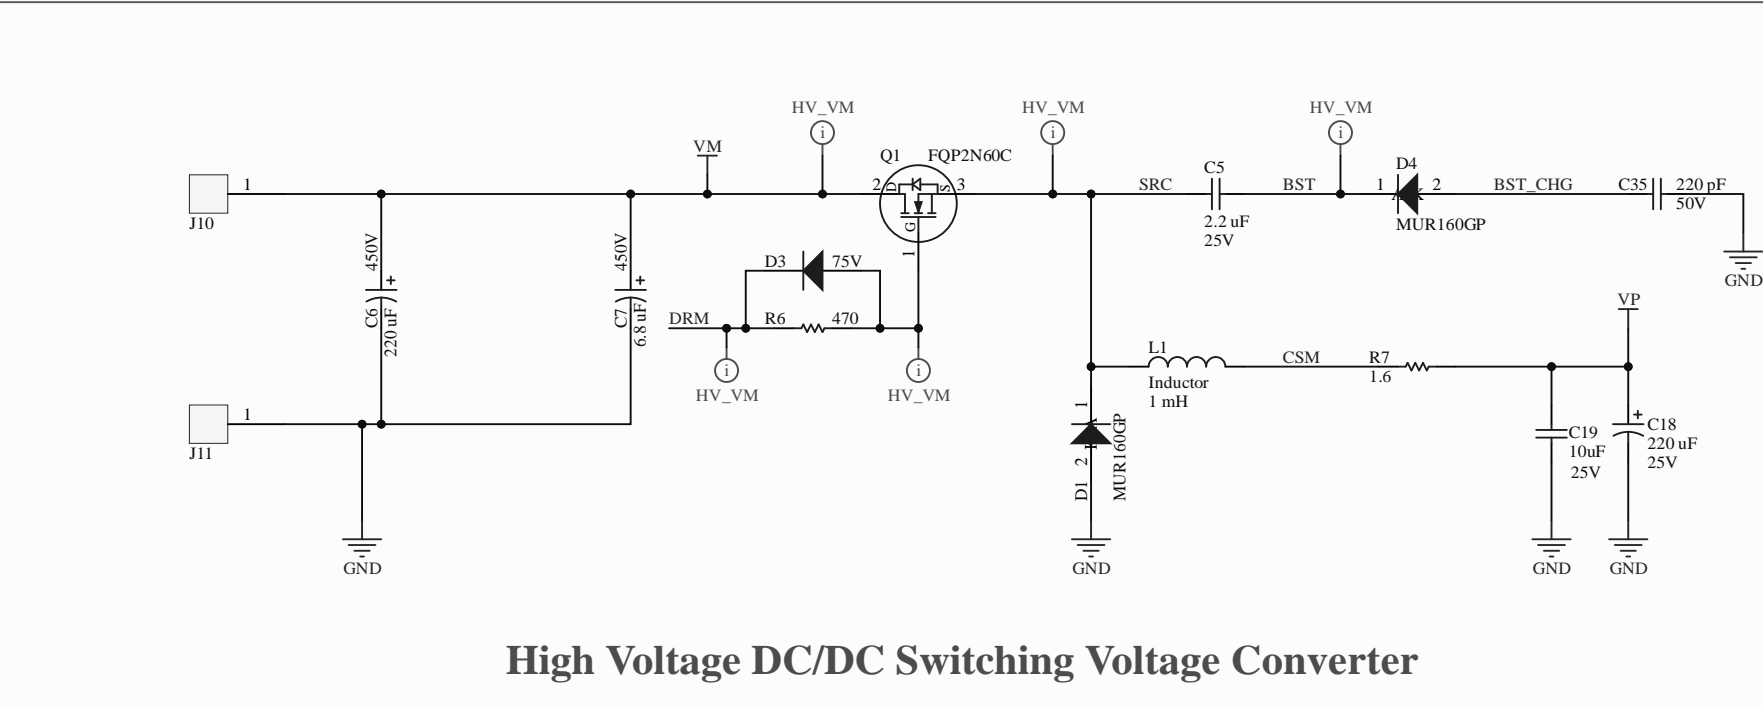 HV_VM
HV_VM
HV_VM
VM
Q1
FQP2N60C
C5
D4
1
2
D
S
3
SRC
BST
1
2
BST_CHG
C35
220 pF
50V
J10
G
2.2 uF
25V
MUR160GP
450V
450V
1
D3
75V
GND
C6
220 uF
C7
6.8 uF
DRM
R6
470
VP
HV_VM
HV_VM
L1
Inductor
1 mH
CSM
R7
1.6
1
J11
1
2
D1
MUR160GP
C19
10uF
25V
C18
220 uF
25V
GND
GND
GND
GND
High Voltage DC/DC Switching Voltage Converter